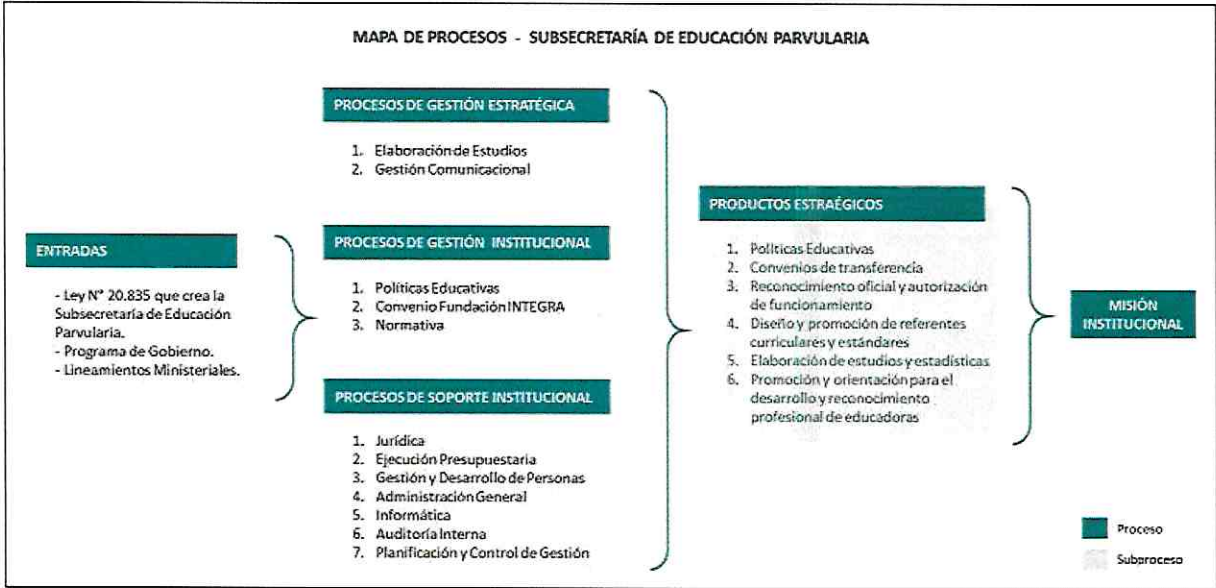 MAPA DE PROCESOS - SUBSECRETARÍA DE EDUCACIÓN PARVULARIA
ENTRADAS
- Ley N° 20.835 que crea la
Subsecretaría de Educación
Parvularia.
- Programa de Gobierno.
- Lineamientos Ministeriales.
PROCESOS DE GESTIÓN ESTRATÉGICA
1. Elaboración de Estudios
2. Gestión Comunicacional
PROCESOS DE GESTIÓN INSTITUCIONAL
1. Políticas Educativas
2. Convenio Fundación INTEGRA
3. Normativa
PROCESOS DE SOPORTE INSTITUCIONAL
1. Jurídica
2. Ejecución Presupuestaria
3. Gestión y Desarrollo de Personas
4. Administración General
5. Informática
6. Auditoría Interna
7. Planificación y Control de Gestión
PRODUCTOS ESTRAÉGICOS
1. Políticas Educativas
2. Convenios de transferencia
3. Reconocimiento oficial y autorización
de funcionamiento
4. Diseño y promoción de referentes
curriculares y estándares
5. Elaboración de estudios y estadísticas
6. Promoción y orientación para el
desarrollo y reconocimiento
profesional de educadoras
MISIÓN
INSTITUCIONAL
Proceso
Subproceso